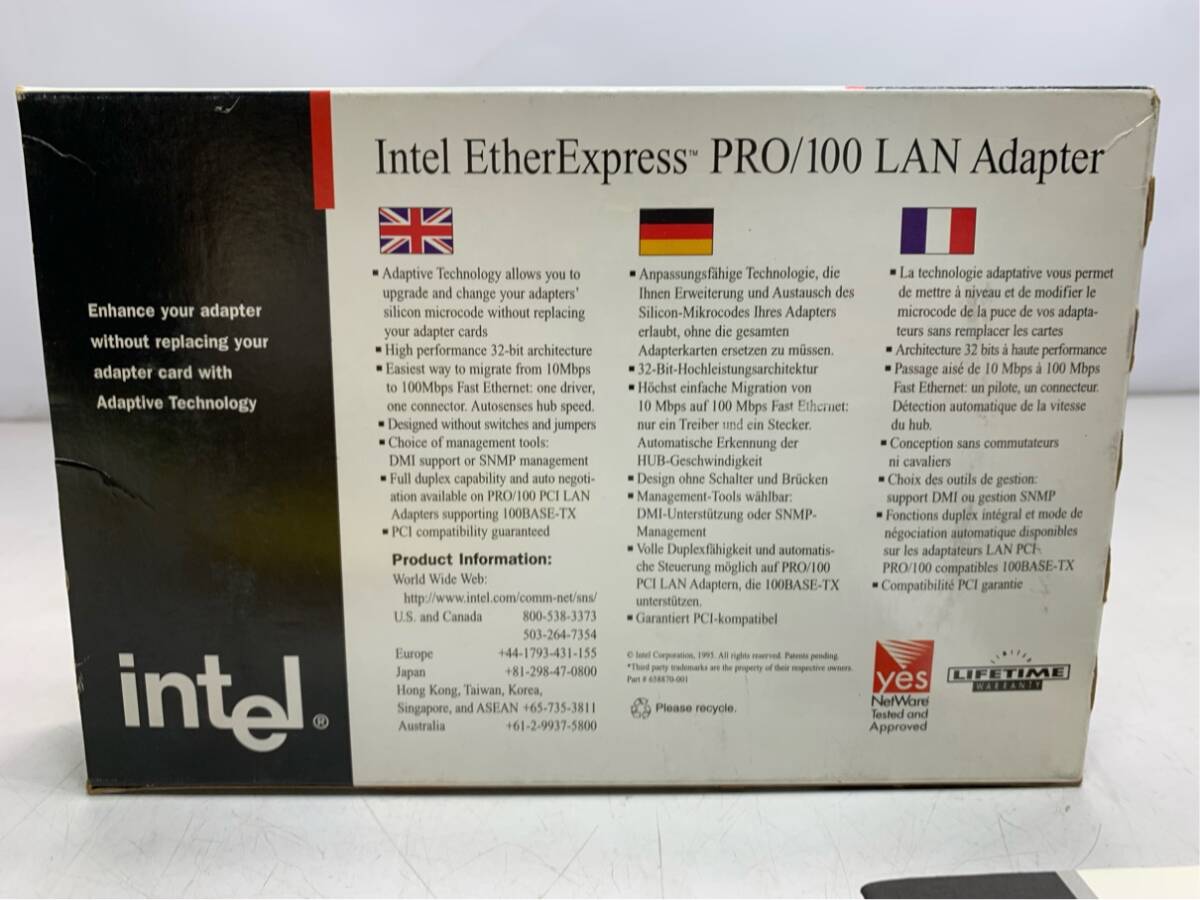 Enhance your adapter
without replacing your
adapter card with
Adaptive Technology
intel®
Intel EtherExpress™ PRO/100 LAN Adapter
▪ Adaptive Technology allows you to
upgrade and change your adapters'
silicon microcode without replacing
your adapter cards
▪ High performance 32-bit architecture
▪ Easiest way to migrate from 10Mbps
to 100Mbps Fast Ethernet: one driver,
one connector. Autosenses hub speed.
▪ Designed without switches and jumpers
▪ Choice of management tools:
DMI support or SNMP management
▪ Full duplex capability and auto negoti-
ation available on PRO/100 PCI LAN
Adapters supporting 100BASE-TX
▪ PCI compatibility guaranteed
Product Information:
World Wide Web:
http://www.intel.com/comm-net/sns/
U.S. and Canada 800-538-3373
503-264-7354
Europe +44-1793-431-155
Japan +81-298-47-0800
Hong Kong, Taiwan, Korea,
Singapore, and ASEAN +65-735-3811
Australia +61-2-9937-5800
▪ Anpassungsfähige Technologie, die
Ihnen Erweiterung und Austausch des
Silicon-Mikrocodes Ihres Adapters
erlaubt, ohne die gesamten
Adapterkarten ersetzen zu müssen.
▪ 32-Bit-Hochleistungsarchitektur
▪ Höchst einfache Migration von
10 Mbps auf 100 Mbps Fast Ethernet:
nur ein Treiber und ein Stecker.
Automatische Erkennung der
HUB-Geschwindigkeit
▪ Design ohne Schalter und Brücken
▪ Management-Tools wählbar:
DMI-Unterstützung oder SNMP-
Management
▪ Volle Duplexfähigkeit und automatis-
che Steuerung möglich auf PRO/100
PCI LAN Adaptern, die 100BASE-TX
unterstützen.
▪ Garantiert PCI-kompatibel
© Intel Corporation, 1995. All rights reserved. Patents pending.
*Third party trademarks are the property of their respective owners.
Part # 658870-001
Please recycle.
▪ La technologie adaptative vous permet
de mettre à niveau et de modifier le
microcode de la puce de vos adapta-
teurs sans remplacer les cartes
▪ Architecture 32 bits à haute performance
▪ Passage aisé de 10 Mbps à 100 Mbps
Fast Ethernet: un pilote, un connecteur.
Détection automatique de la vitesse
du hub.
▪ Conception sans commutateurs
ni cavaliers
▪ Choix des outils de gestion:
support DMI ou gestion SNMP
▪ Fonctions duplex intégral et mode de
négociation automatique disponibles
sur les adaptateurs LAN PCI
PRO/100 compatibles 100BASE-TX
▪ Compatibilité PCI garantie
yes
NetWare
Tested and
Approved
LIMITED
LIFETIME
WARRANTY